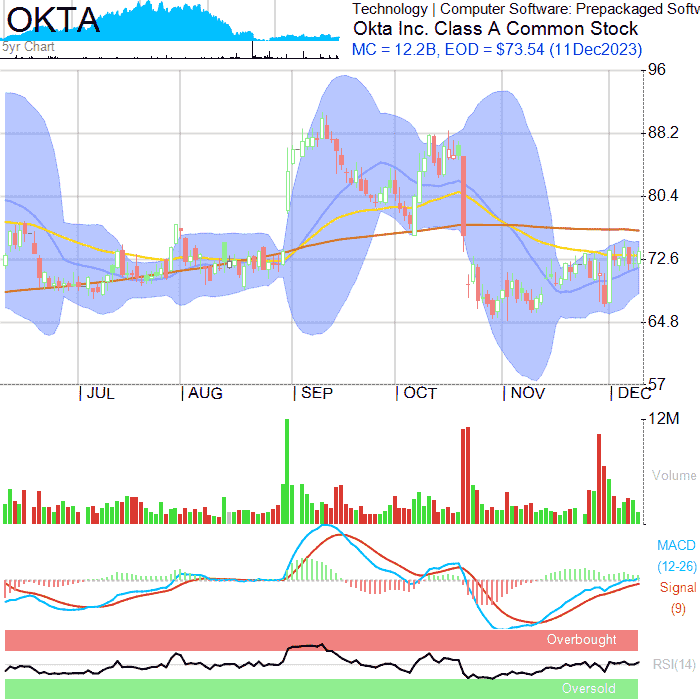 OKTA
5yr Chart
Technology | Computer Software: Prepackaged Softw
Okta Inc. Class A Common Stock
MC = 12.2B, EOD = $73.54 (11Dec2023)
96
88.2
80.4
72.6
64.8
57
| JUL | AUG | SEP | OCT | NOV | DEC
12M
Volume
MACD
(12-26)
Signal
(9)
Overbought
RSI(14)
Oversold